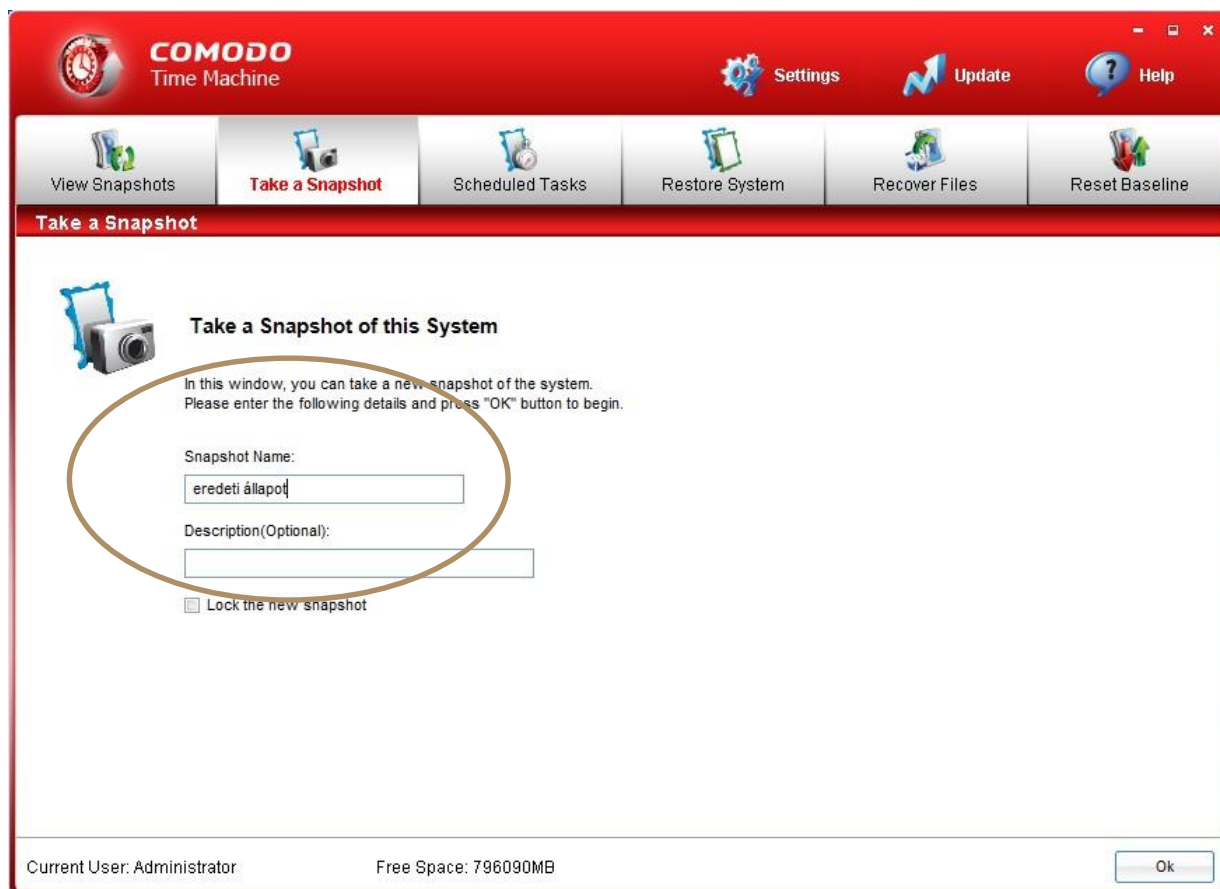 COMODO
Time Machine
Settings
Update
? Help
View Snapshots
Take a Snapshot
Scheduled Tasks
Restore System
Recover Files
Reset Baseline
Take a Snapshot
Take a Snapshot of this System
In this window, you can take a new snapshot of the system.
Please enter the following details and press "OK" button to begin.
Snapshot Name:
eredeti állapot
Description(Optional):
Lock the new snapshot
Current User: Administrator
Free Space: 796090MB
Ok